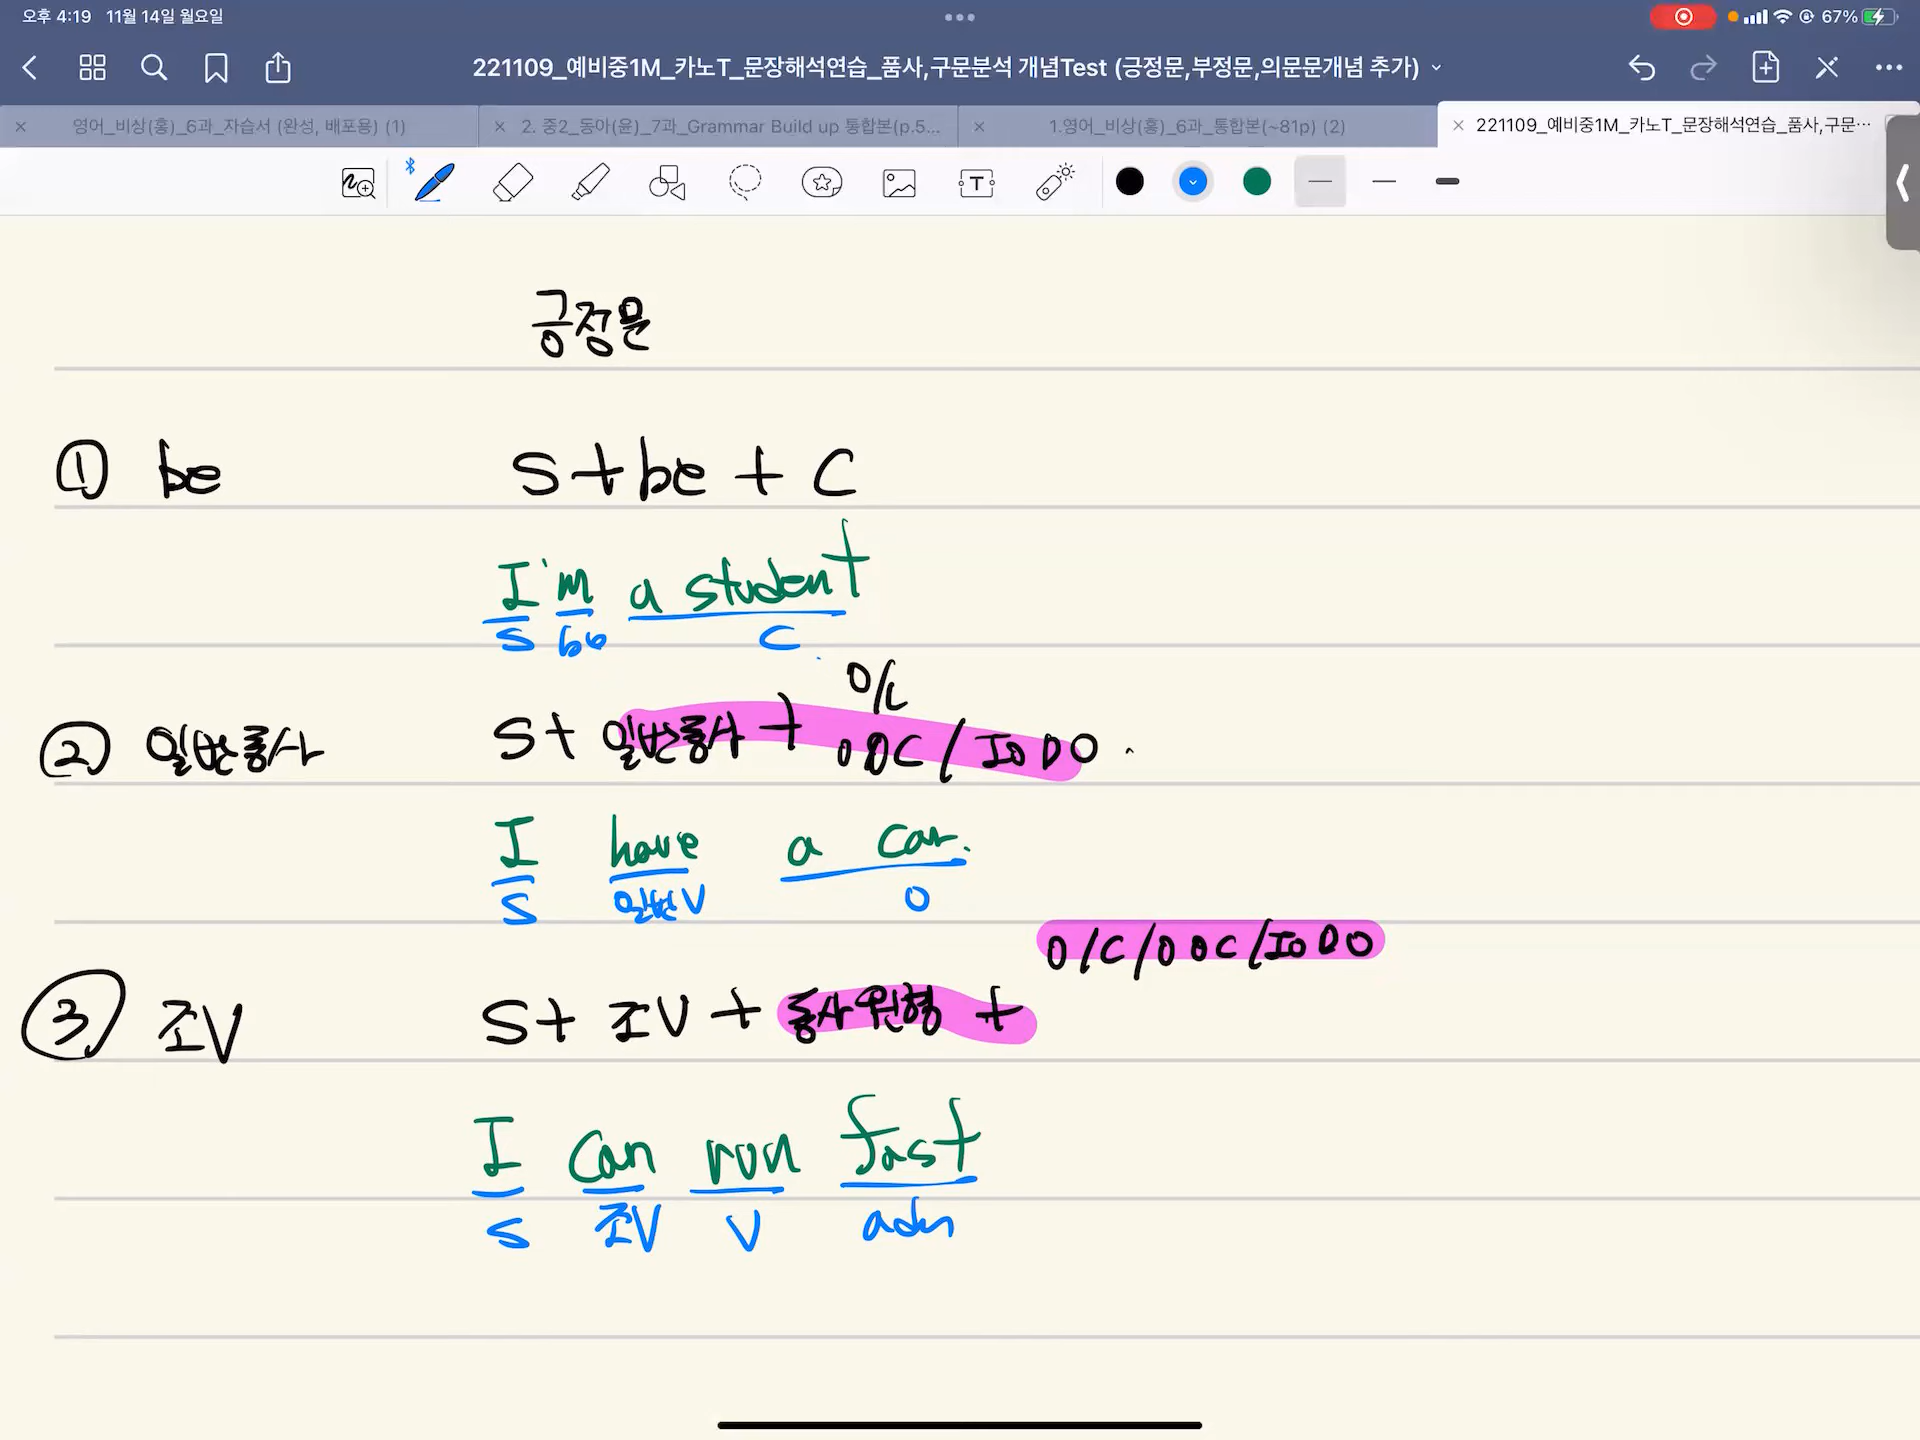 오후 4:19 11월 14일 월요일 67%
221109_예비중1M_카노T_문장해석연습_품사,구문분석 개념Test (긍정문,부정문,의문문개념 추가)
영어_비상(홍)_6과_자습서 (완성, 배포용) (1)
2. 중2_동아(윤)_7과_Grammar Build up 통합본(p.5...
1.영어_비상(홍)_6과_통합본(~81p) (2)
221109_예비중1M_카노T_문장해석연습_품사,구문…
긍정문
① be S+be + C
I'm a student
S be C
O/C
② 일반동사 S+ 일반동사 + O OC / IO DO
I have a car.
S 일반V O
O/C/O OC/IO DO
③ 조V S+ 조V + 동사원형 +
I can run fast
S 조V V adv